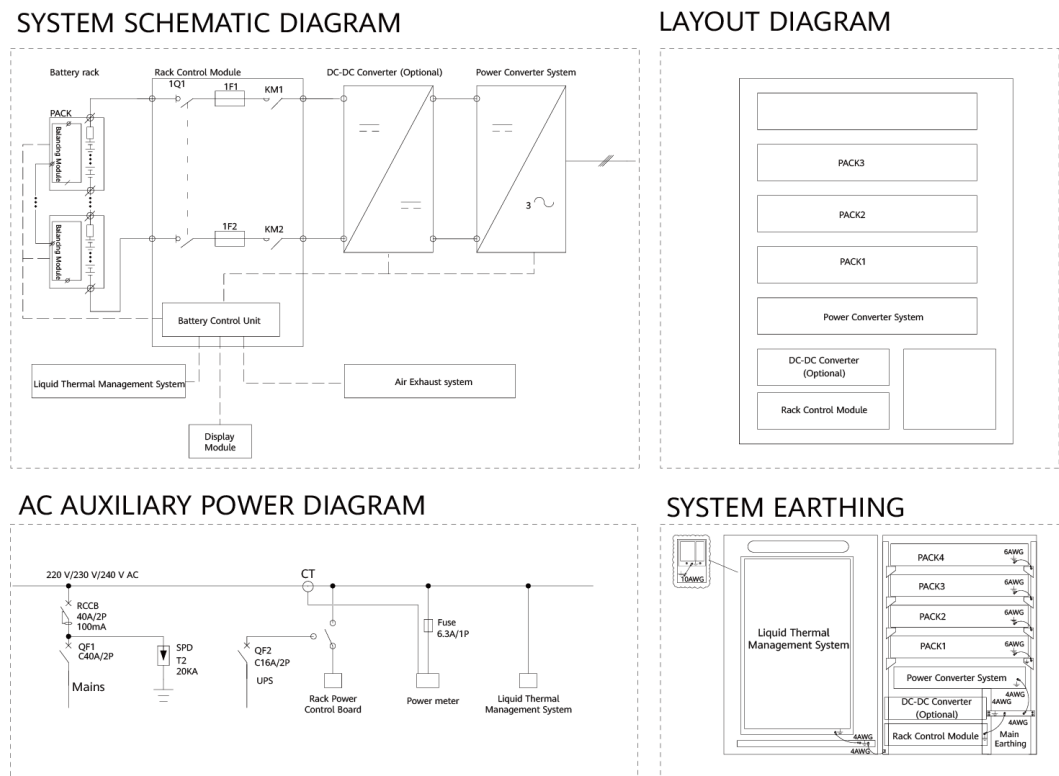 SYSTEM SCHEMATIC DIAGRAM
Battery rack
Rack Control Module
DC-DC Converter (Optional)
Power Converter System
1Q1
1F1
KM1
PACK
Balancing Module
Balancing Module
1F2
KM2
3
Battery Control Unit
Liquid Thermal Management System
Air Exhaust system
Display
Module
LAYOUT DIAGRAM
PACK3
PACK2
PACK1
Power Converter System
DC-DC Converter
(Optional)
Rack Control Module
AC AUXILIARY POWER DIAGRAM
220 V/230 V/240 V AC
CT
RCCB
40A/2P
100mA
QF1
C40A/2P
Mains
SPD
T2
20KA
QF2
C16A/2P
UPS
Fuse
6.3A/1P
Rack Power
Control Board
Power meter
Liquid Thermal
Management System
SYSTEM EARTHING
10AWG
Liquid Thermal
Management System
4AWG
4AWG
PACK4
6AWG
PACK3
6AWG
PACK2
6AWG
PACK1
6AWG
Power Converter System
4AWG
4AWG
DC-DC Converter
(Optional)
4AWG
Rack Control Module
Main
Earthing